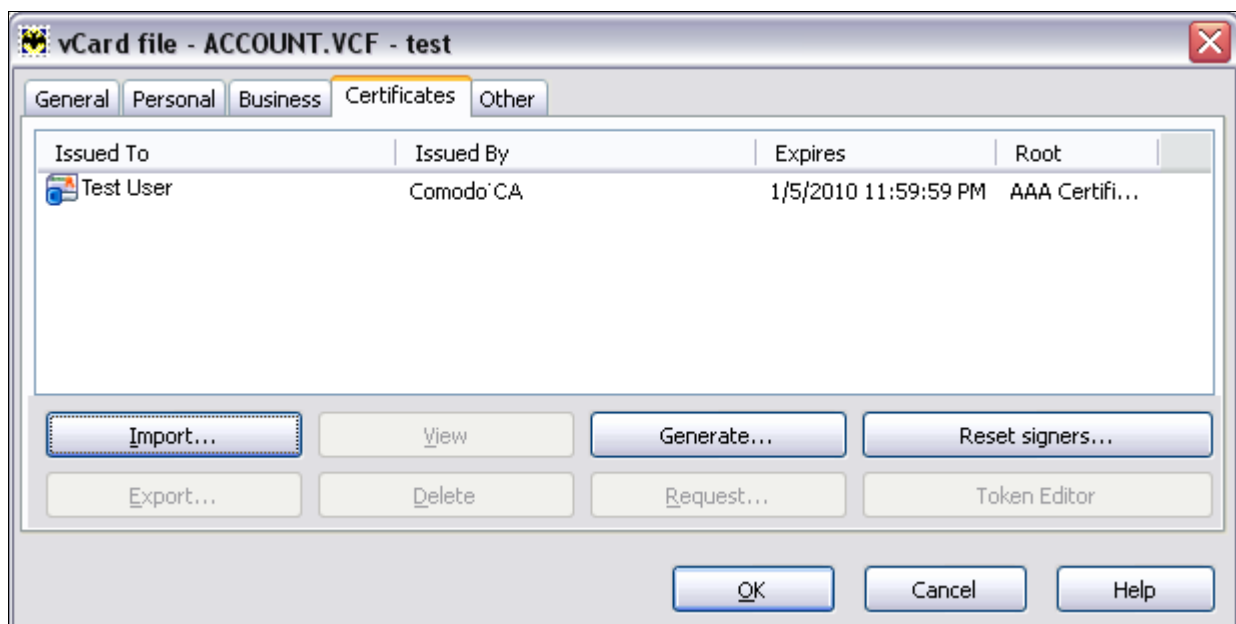 vCard file - ACCOUNT.VCF - test
General Personal Business Certificates Other
Issued To Issued By Expires Root
Test User Comodo CA 1/5/2010 11:59:59 PM AAA Certifi...
Import... View Generate... Reset signers...
Export... Delete Request... Token Editor
OK Cancel Help